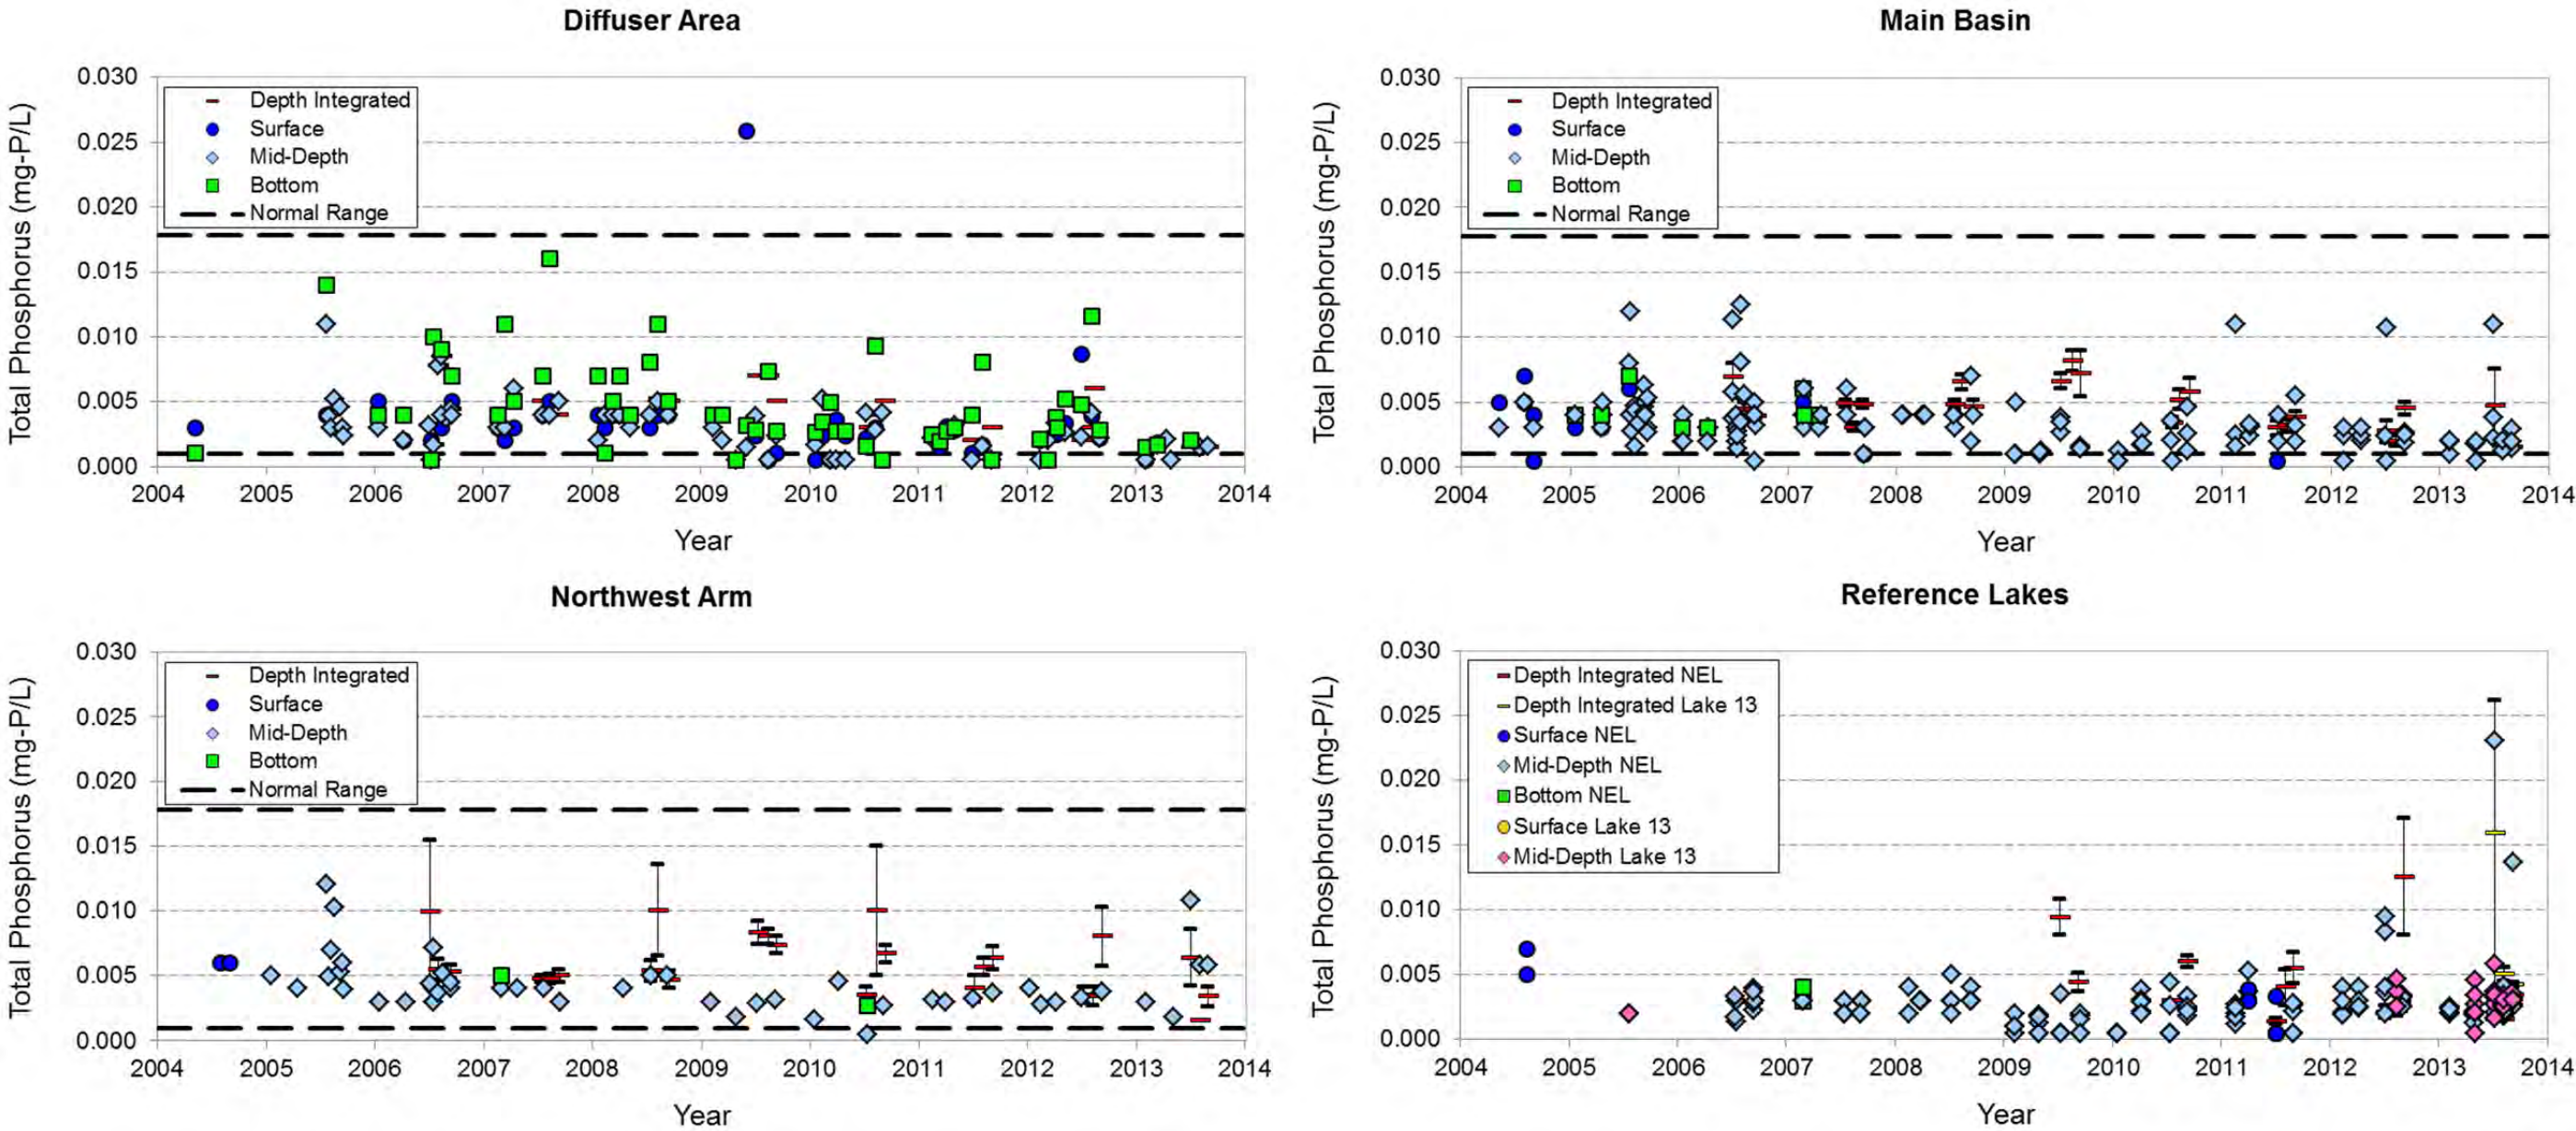 Diffuser Area
Total Phosphorus (mg-P/L)
0.030
0.025
0.020
0.015
0.010
0.005
0.000
Depth Integrated
Surface
Mid-Depth
Bottom
Normal Range
2004 2005 2006 2007 2008 2009 2010 2011 2012 2013 2014
Year
Main Basin
Total Phosphorus (mg-P/L)
0.030
0.025
0.020
0.015
0.010
0.005
0.000
Depth Integrated
Surface
Mid-Depth
Bottom
Normal Range
2004 2005 2006 2007 2008 2009 2010 2011 2012 2013 2014
Year
Northwest Arm
Total Phosphorus (mg-P/L)
0.030
0.025
0.020
0.015
0.010
0.005
0.000
Depth Integrated
Surface
Mid-Depth
Bottom
Normal Range
2004 2005 2006 2007 2008 2009 2010 2011 2012 2013 2014
Year
Reference Lakes
Total Phosphorus (mg-P/L)
0.030
0.025
0.020
0.015
0.010
0.005
0.000
Depth Integrated NEL
Depth Integrated Lake 13
Surface NEL
Mid-Depth NEL
Bottom NEL
Surface Lake 13
Mid-Depth Lake 13
2004 2005 2006 2007 2008 2009 2010 2011 2012 2013 2014
Year